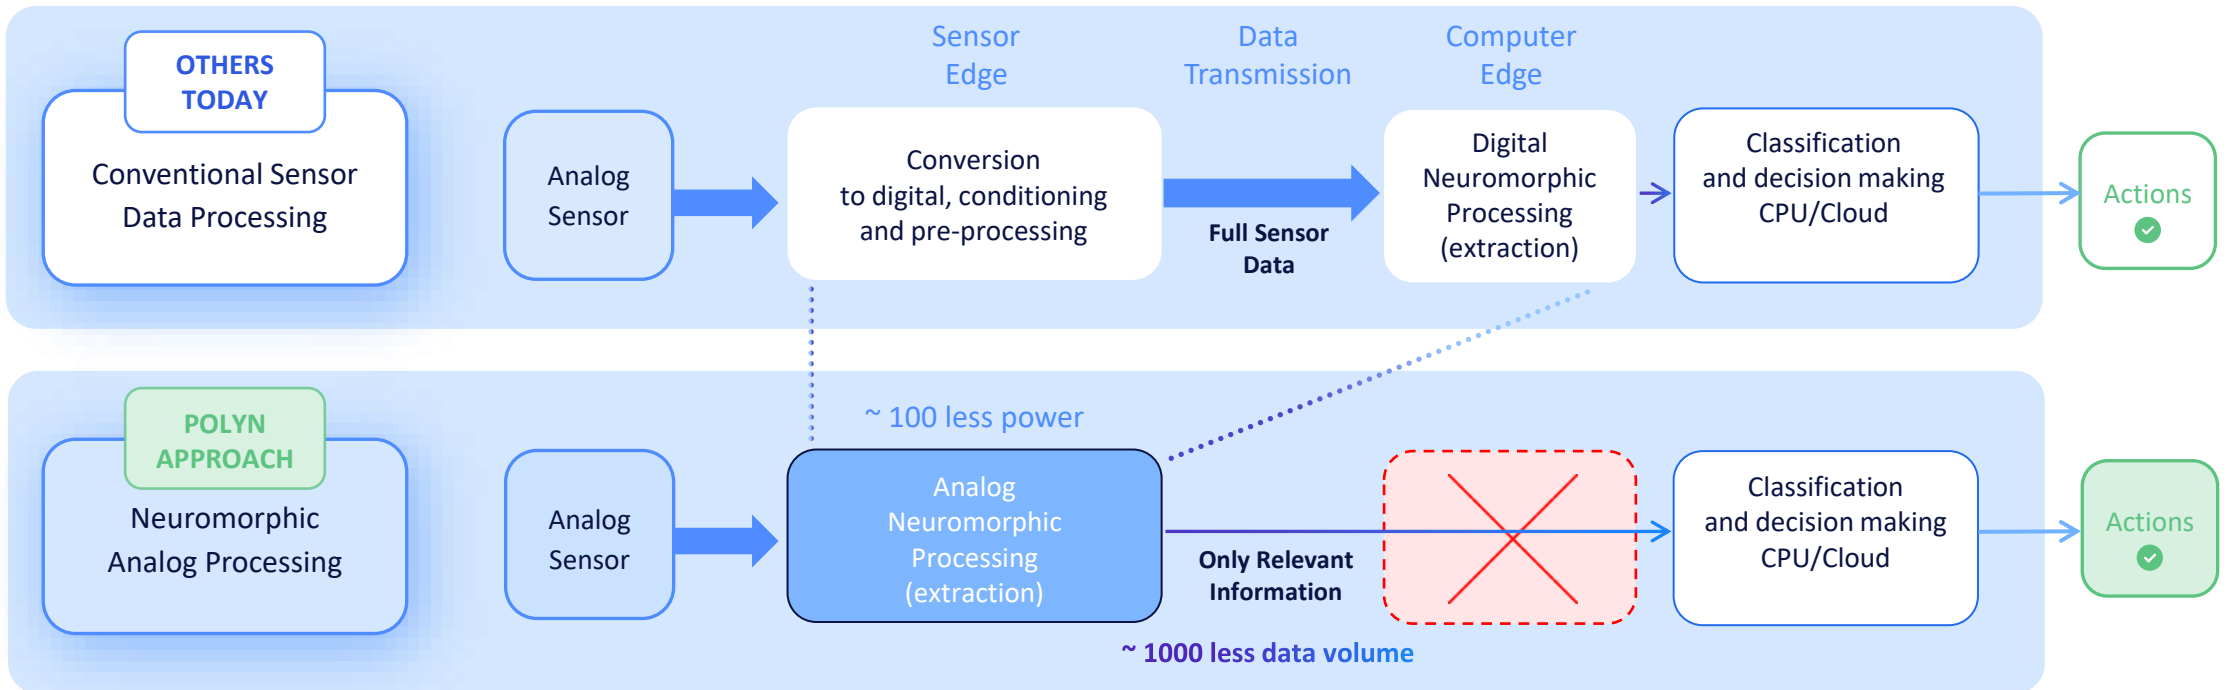 OTHERS
TODAY
Conventional Sensor
Data Processing
Sensor
Edge
Data
Transmission
Computer
Edge
Analog
Sensor
Conversion
to digital, conditioning
and pre-processing
Full Sensor
Data
Digital
Neuromorphic
Processing
(extraction)
Classification
and decision making
CPU/Cloud
Actions
POLYN
APPROACH
Neuromorphic
Analog Processing
~ 100 less power
Analog
Sensor
Analog
Neuromorphic
Processing
(extraction)
Only Relevant
Information
~ 1000 less data volume
Classification
and decision making
CPU/Cloud
Actions